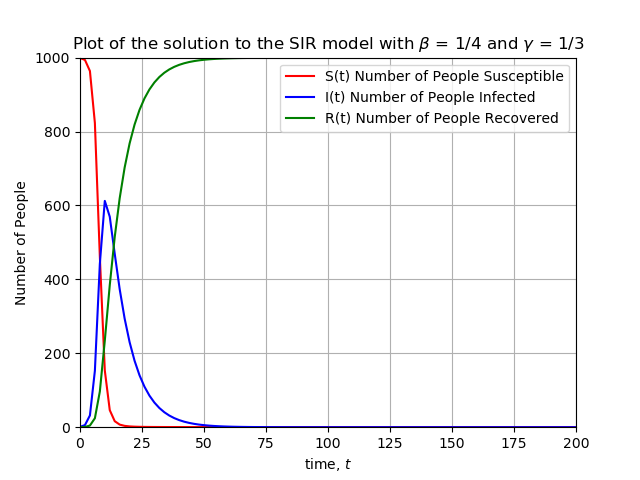 Plot of the solution to the SIR model with β = 1/4 and γ = 1/3
S(t) Number of People Susceptible
I(t) Number of People Infected
R(t) Number of People Recovered
Number of People
1000
800
600
400
200
0
0 25 50 75 100 125 150 175 200
time, t